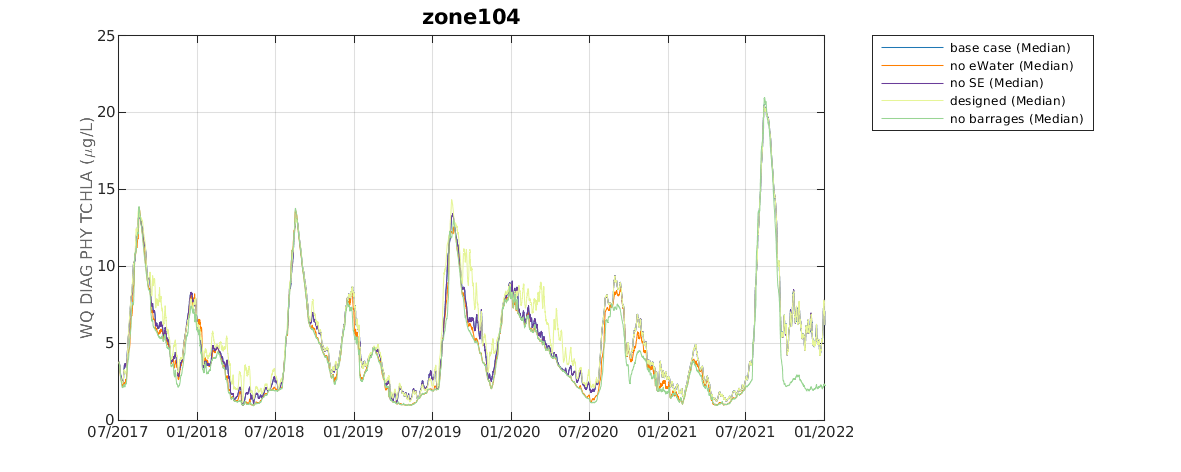 zone104
WQ DIAG PHY TCHLA (μg/L)
25
20
15
10
5
0
07/2017 01/2018 07/2018 01/2019 07/2019 01/2020 07/2020 01/2021 07/2021 01/2022
base case (Median)
no eWater (Median)
no SE (Median)
designed (Median)
no barrages (Median)